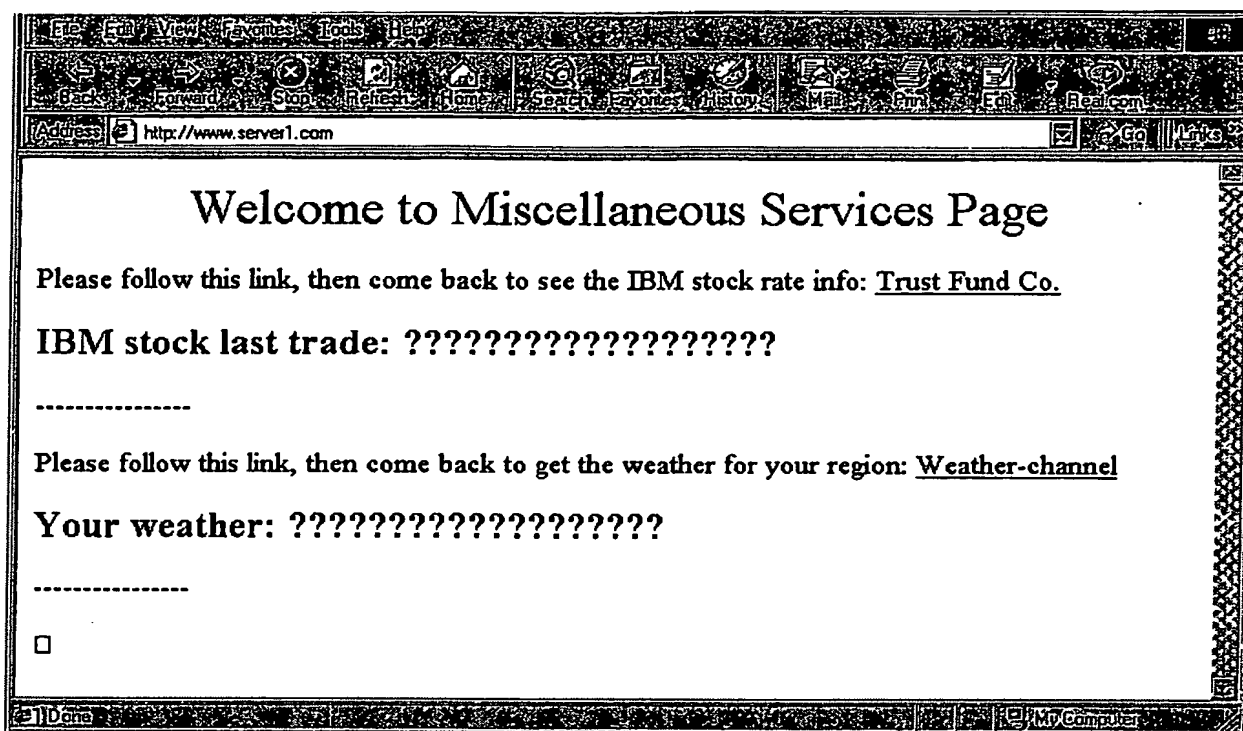 File Edit View Favorites Tools Help
Back Forward Stop Refresh Home Search Favorites History Mail Print Edit Real.com
Address http://www.server1.com Go Links
Welcome to Miscellaneous Services Page
Please follow this link, then come back to see the IBM stock rate info: Trust Fund Co.
IBM stock last trade: ???????????????????
----------------
Please follow this link, then come back to get the weather for your region: Weather-channel
Your weather: ???????????????????
----------------
Done My Computer